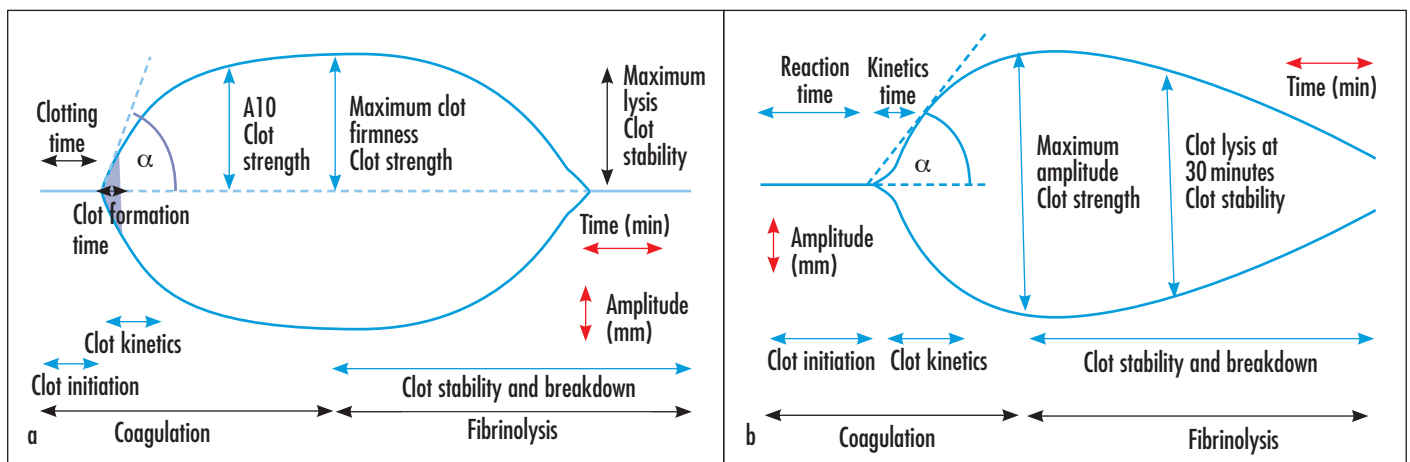 Clotting
time
α
A10
Clot
strength
Maximum clot
firmness
Clot strength
Maximum
lysis
Clot
stability
Clot formation
time
Time (min)
Amplitude
(mm)
Clot kinetics
Clot initiation
Clot stability and breakdown
Coagulation
Fibrinolysis
a
Reaction
time
Kinetics
time
Time (min)
α
Maximum
amplitude
Clot strength
Clot lysis at
30 minutes
Clot stability
Amplitude
(mm)
Clot initiation
Clot kinetics
Clot stability and breakdown
Coagulation
Fibrinolysis
b